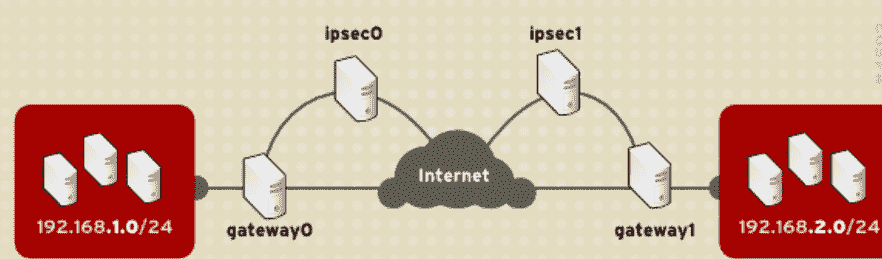 ipsec0
ipsec1
Internet
192.168.1.0/24
gateway0
gateway1
192.168.2.0/24